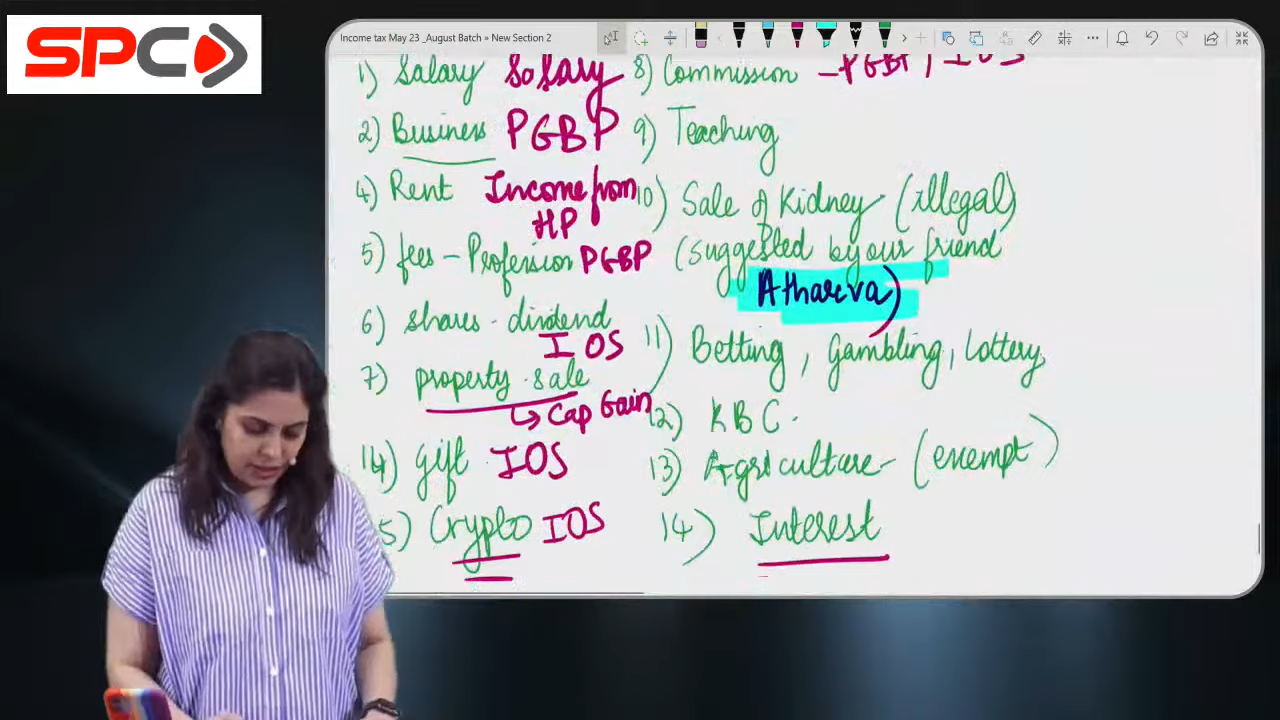 SPC
Income tax May 23 _August Batch » New Section 2
1) Salary Salary
2) Business PGBP
4) Rent Income from
HP
5) fees - Profession PGBP
6) shares - dividend
IOS
7) property sale
↳ Cap Gain
14) gift IOS
5) Crypto IOS
8) Commission - PGBP, IOS
9) Teaching
10) Sale of Kidney - (illegal)
(suggested by our friend
Athareva)
11) Betting, Gambling, Lottery,
12) KBC -
13) Agriculture - (exempt)
14) Interest